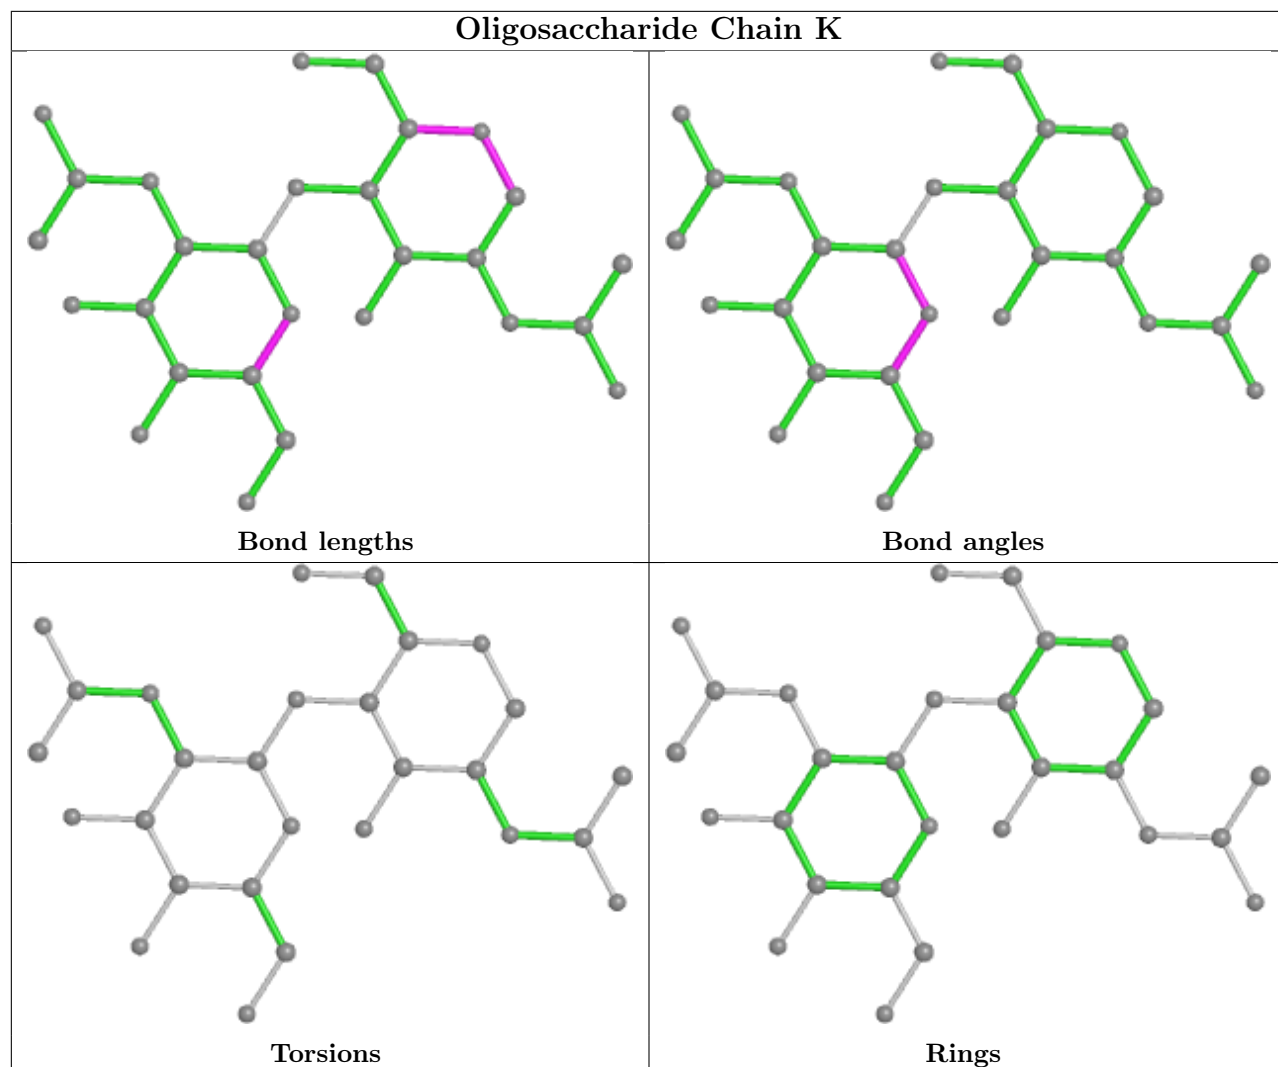 Oligosaccharide Chain K
Bond lengths
Bond angles
Torsions
Rings